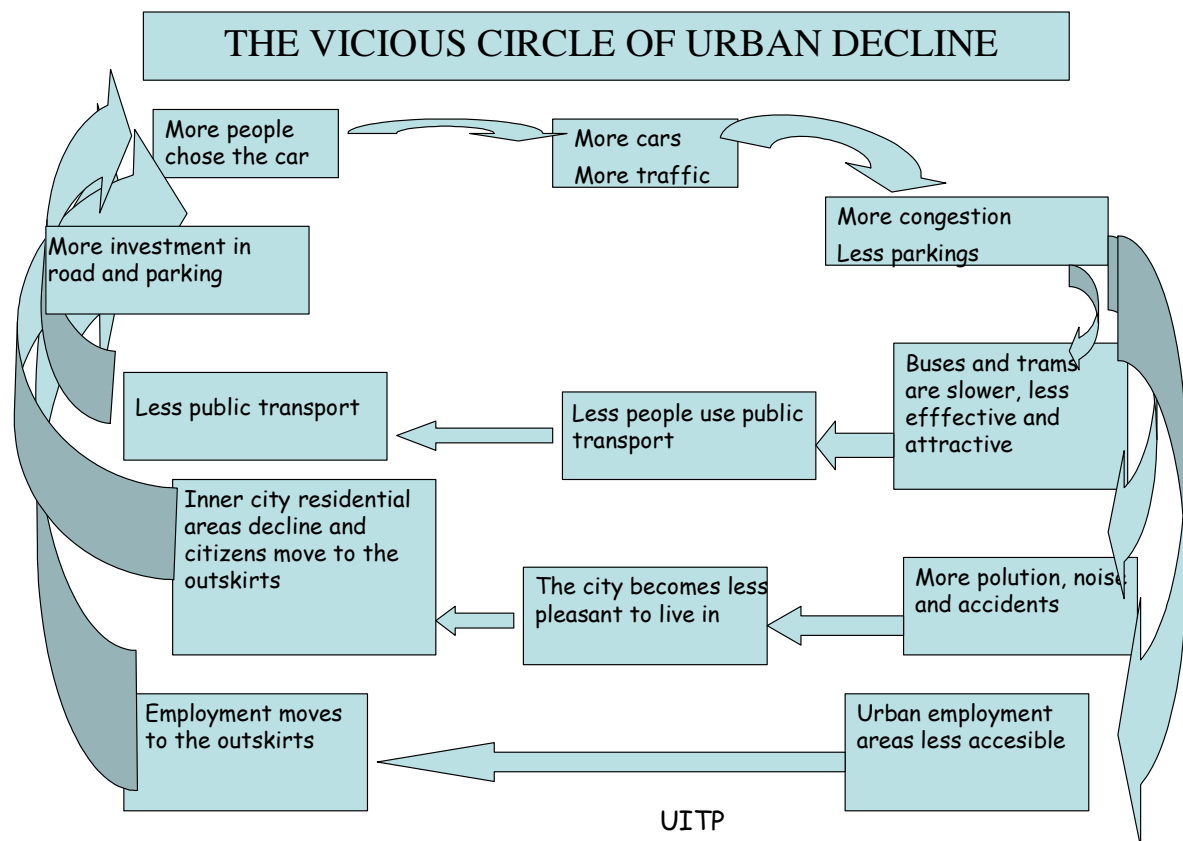 THE VICIOUS CIRCLE OF URBAN DECLINE
More people
chose the car
More cars
More traffic
More congestion
Less parkings
More investment in
road and parking
Buses and trams
are slower, less
efffective and
attractive
Less people use public
transport
Less public transport
Inner city residential
areas decline and
citizens move to the
outskirts
The city becomes less
pleasant to live in
More polution, noise
and accidents
Employment moves
to the outskirts
Urban employment
areas less accesible
UITP